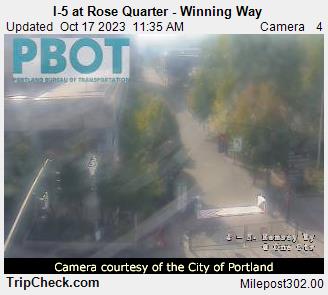 I-5 at Rose Quarter - Winning Way
Updated Oct 17 2023 11:35 AM Camera 4
PBOT
PORTLAND BUREAU OF TRANSPORTATION
Camera courtesy of the City of Portland
TripCheck.com Milepost302.00